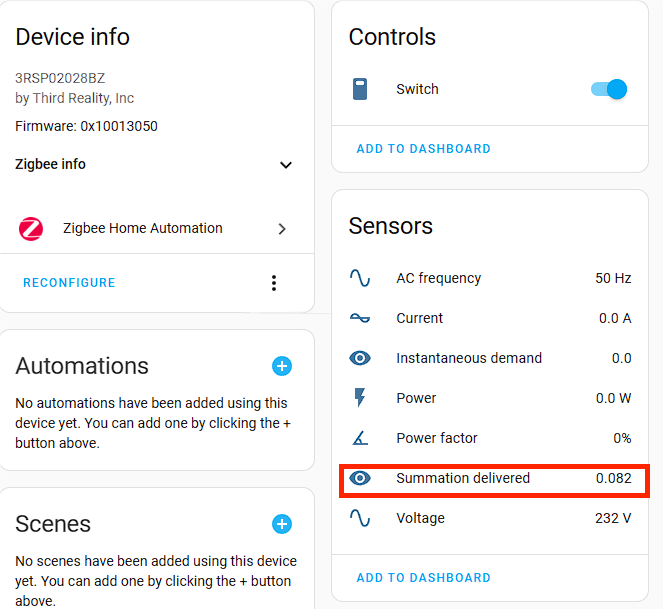 Device info
3RSP02028BZ
by Third Reality, Inc
Firmware: 0x10013050
Zigbee info
Zigbee Home Automation
RECONFIGURE
Automations
No automations have been added using this
device yet. You can add one by clicking the +
button above.
Scenes
No scenes have been added using this device
yet. You can add one by clicking the + button
above.
Controls
Switch
ADD TO DASHBOARD
Sensors
AC frequency 50 Hz
Current 0.0 A
Instantaneous demand 0.0
Power 0.0 W
Power factor 0%
Summation delivered 0.082
Voltage 232 V
ADD TO DASHBOARD